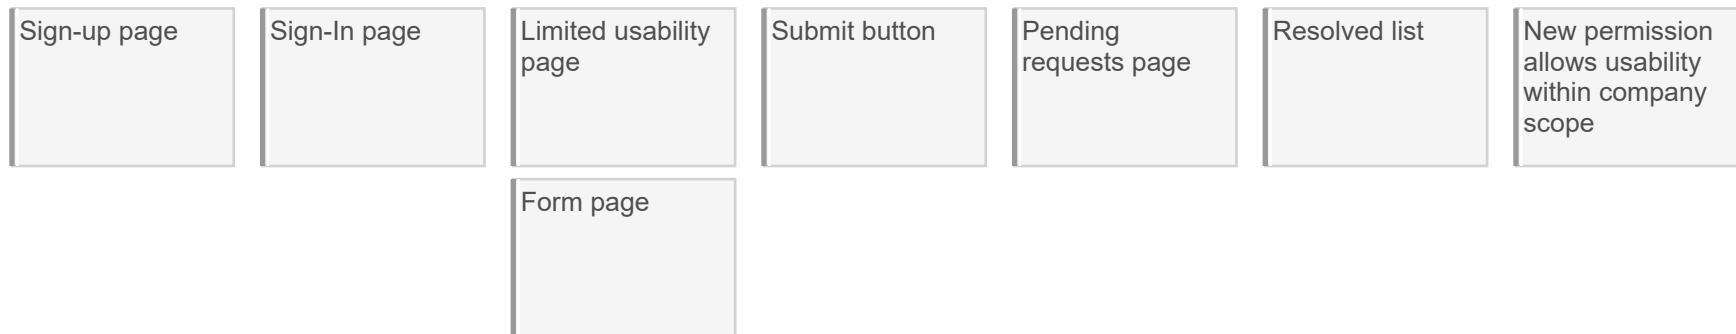 Sign-up page
Sign-In page
Limited usability
page
Submit button
Pending
requests page
Resolved list
New permission
allows usability
within company
scope
Form page